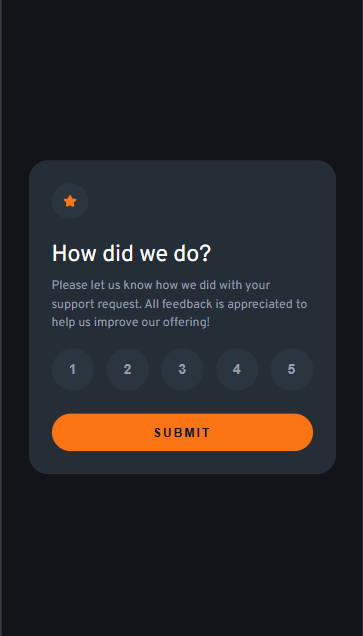 How did we do?
Please let us know how we did with your
support request. All feedback is appreciated to
help us improve our offering!
1 2 3 4 5
SUBMIT